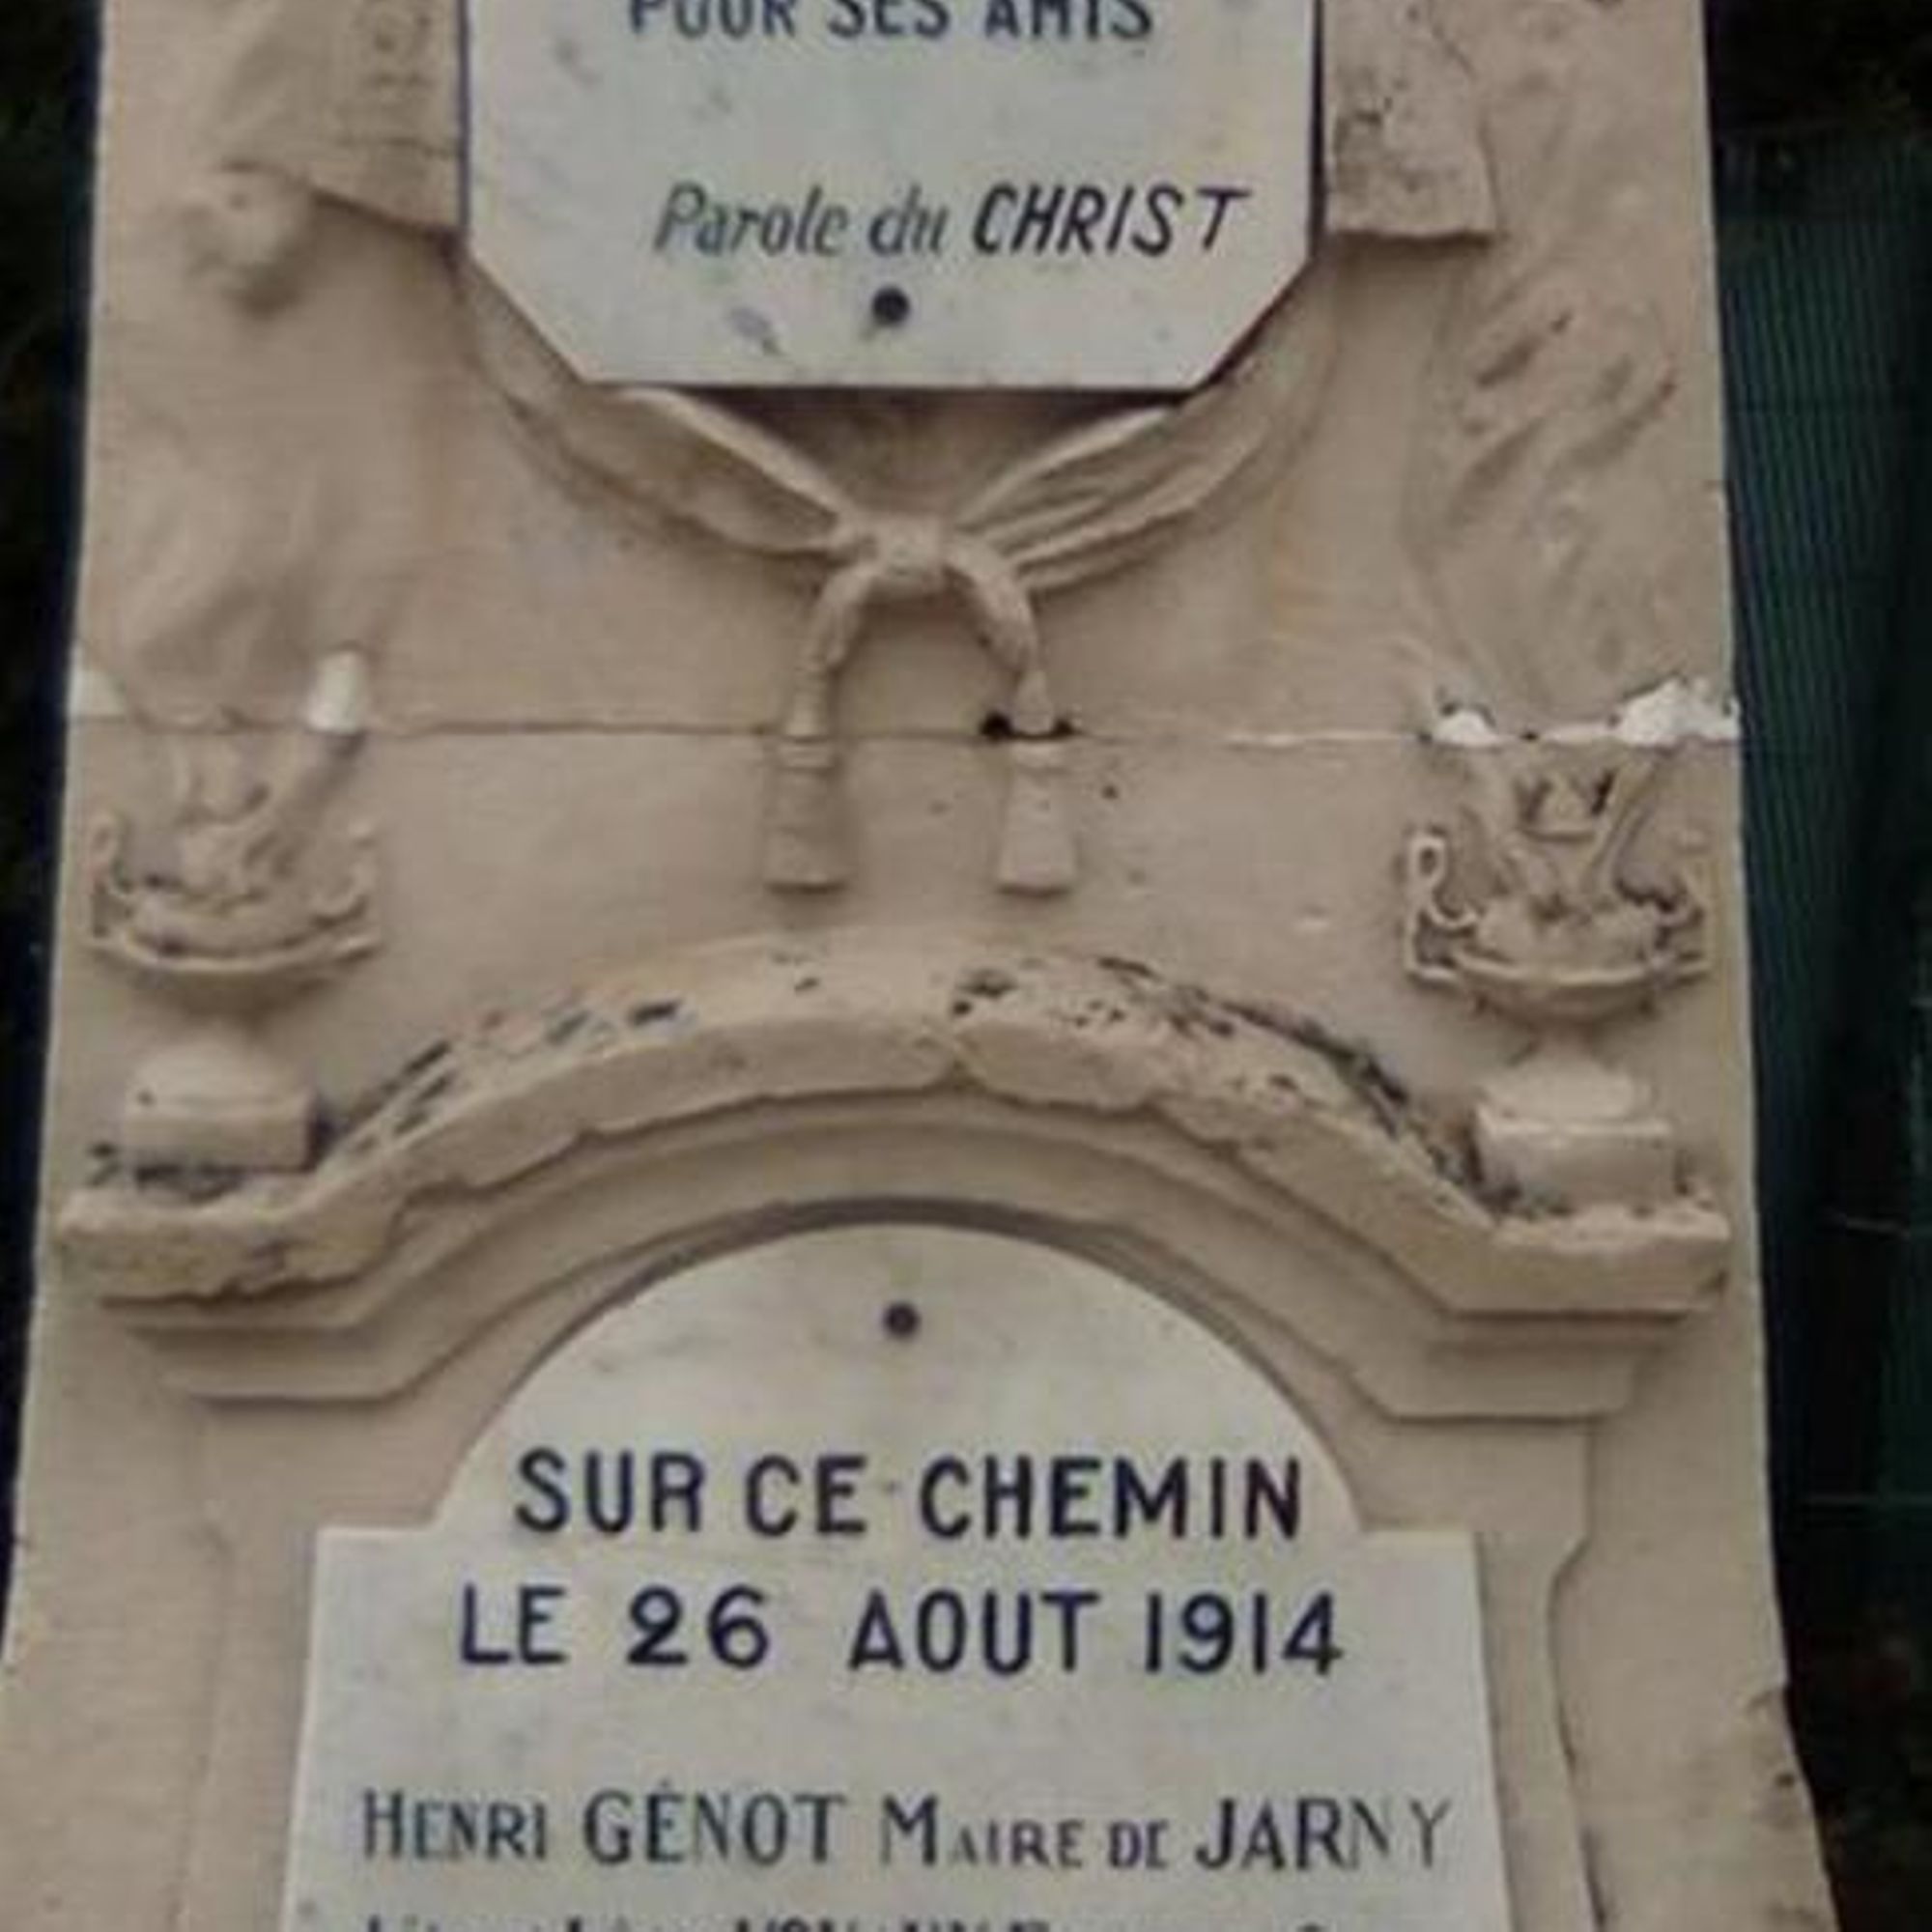 POUR SES AMIS
Parole du CHRIST
SUR CE CHEMIN
LE 26 AOUT 1914
HENRI GÉNOT MAIRE DE JARNY